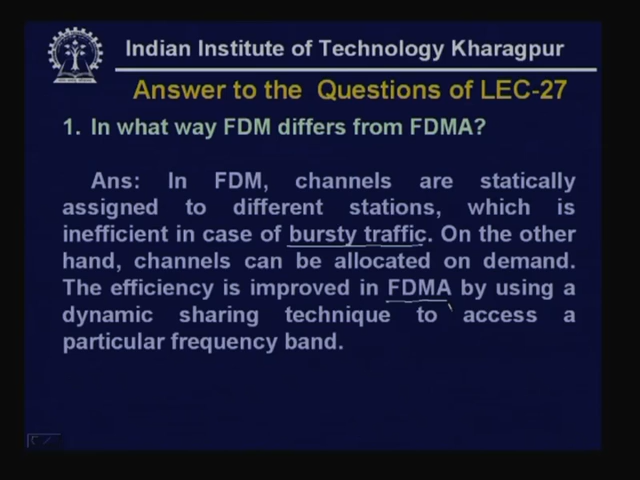 Indian Institute of Technology Kharagpur
Answer to the Questions of LEC-27
1. In what way FDM differs from FDMA?
Ans: In FDM, channels are statically
assigned to different stations, which is
inefficient in case of bursty traffic. On the other
hand, channels can be allocated on demand.
The efficiency is improved in FDMA by using a
dynamic sharing technique to access a
particular frequency band.